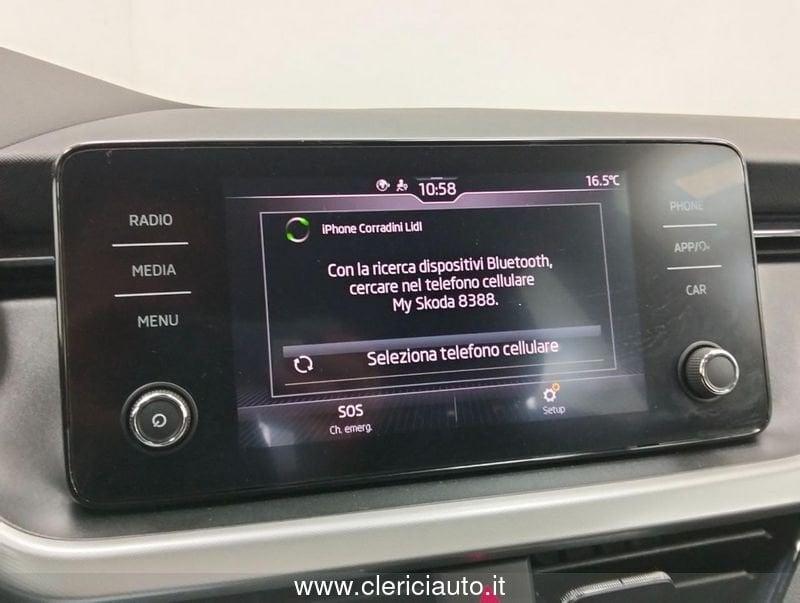 10:58
16.5°C
RADIO
MEDIA
MENU
iPhone Corradini Lidl
Con la ricerca dispositivi Bluetooth,
cercare nel telefono cellulare
My Skoda 8388.
Seleziona telefono cellulare
SOS
Ch. emerg.
Setup
PHONE
APP/
CAR
www.clericiauto.it